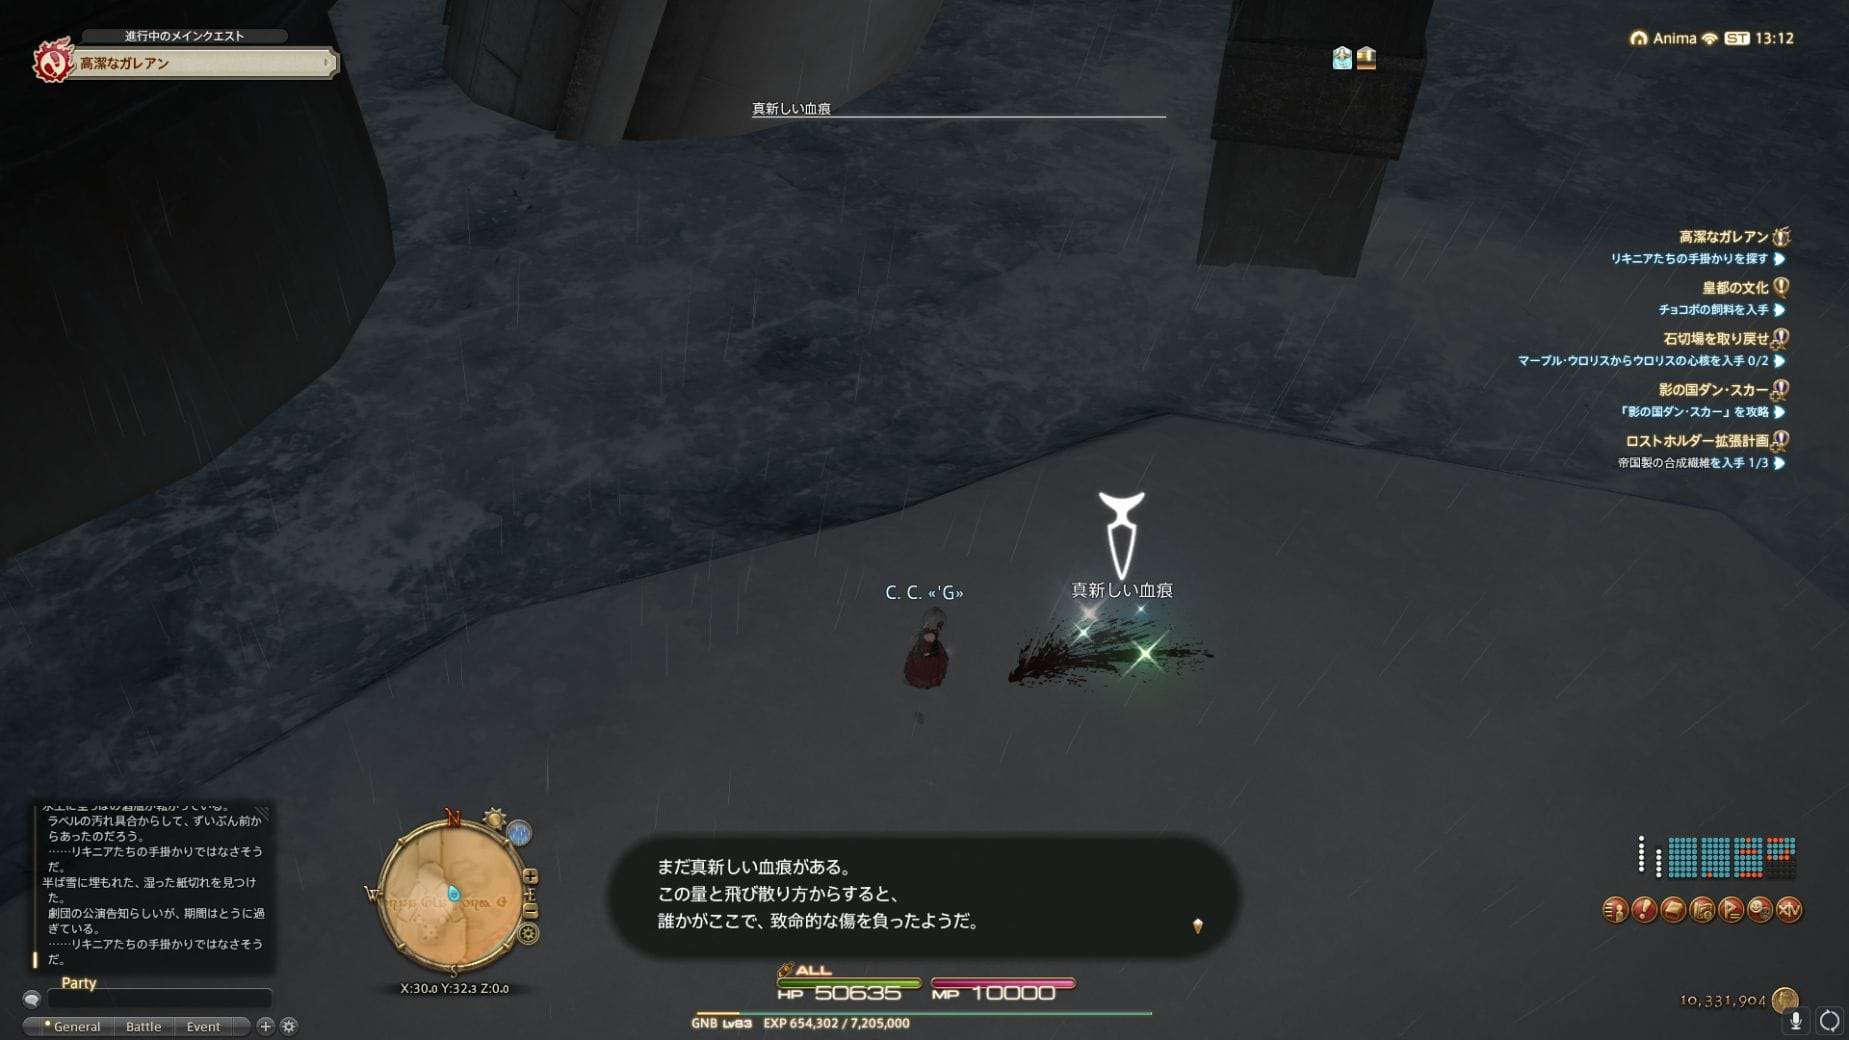 進行中のメインクエスト
高潔なガレアン
Anima ST 13:12
真新しい血痕
高潔なガレアン
リキニアたちの手掛かりを探す
皇都の文化
チョコボの飼料を入手
石切場を取り戻せ
マーブル・ウロリスからウロリスの心核を入手 0/2
影の国ダン・スカー
「影の国ダン・スカー」を攻略
ロストホルダー拡張計画
帝国製の合成繊維を入手 1/3
C. C. «'G»
真新しい血痕
ラベルの汚れ具合からして、ずいぶん前か
らあったのだろう。
……リキニアたちの手掛かりではなさそう
だ。
半ば雪に埋もれた、湿った紙切れを見つけ
た。
劇団の公演告知らしいが、期間はとうに過
ぎている。
……リキニアたちの手掛かりではなさそう
だ。
Party
General Battle Event
N
W
S
X:30.0 Y:32.3 Z:0.0
まだ真新しい血痕がある。
この量と飛び散り方からすると、
誰かがここで、致命的な傷を負ったようだ。
ALL
HP 50635 MP 10000
GNB Lv83 EXP 654,302 / 7,205,000
XIV
10,331,904